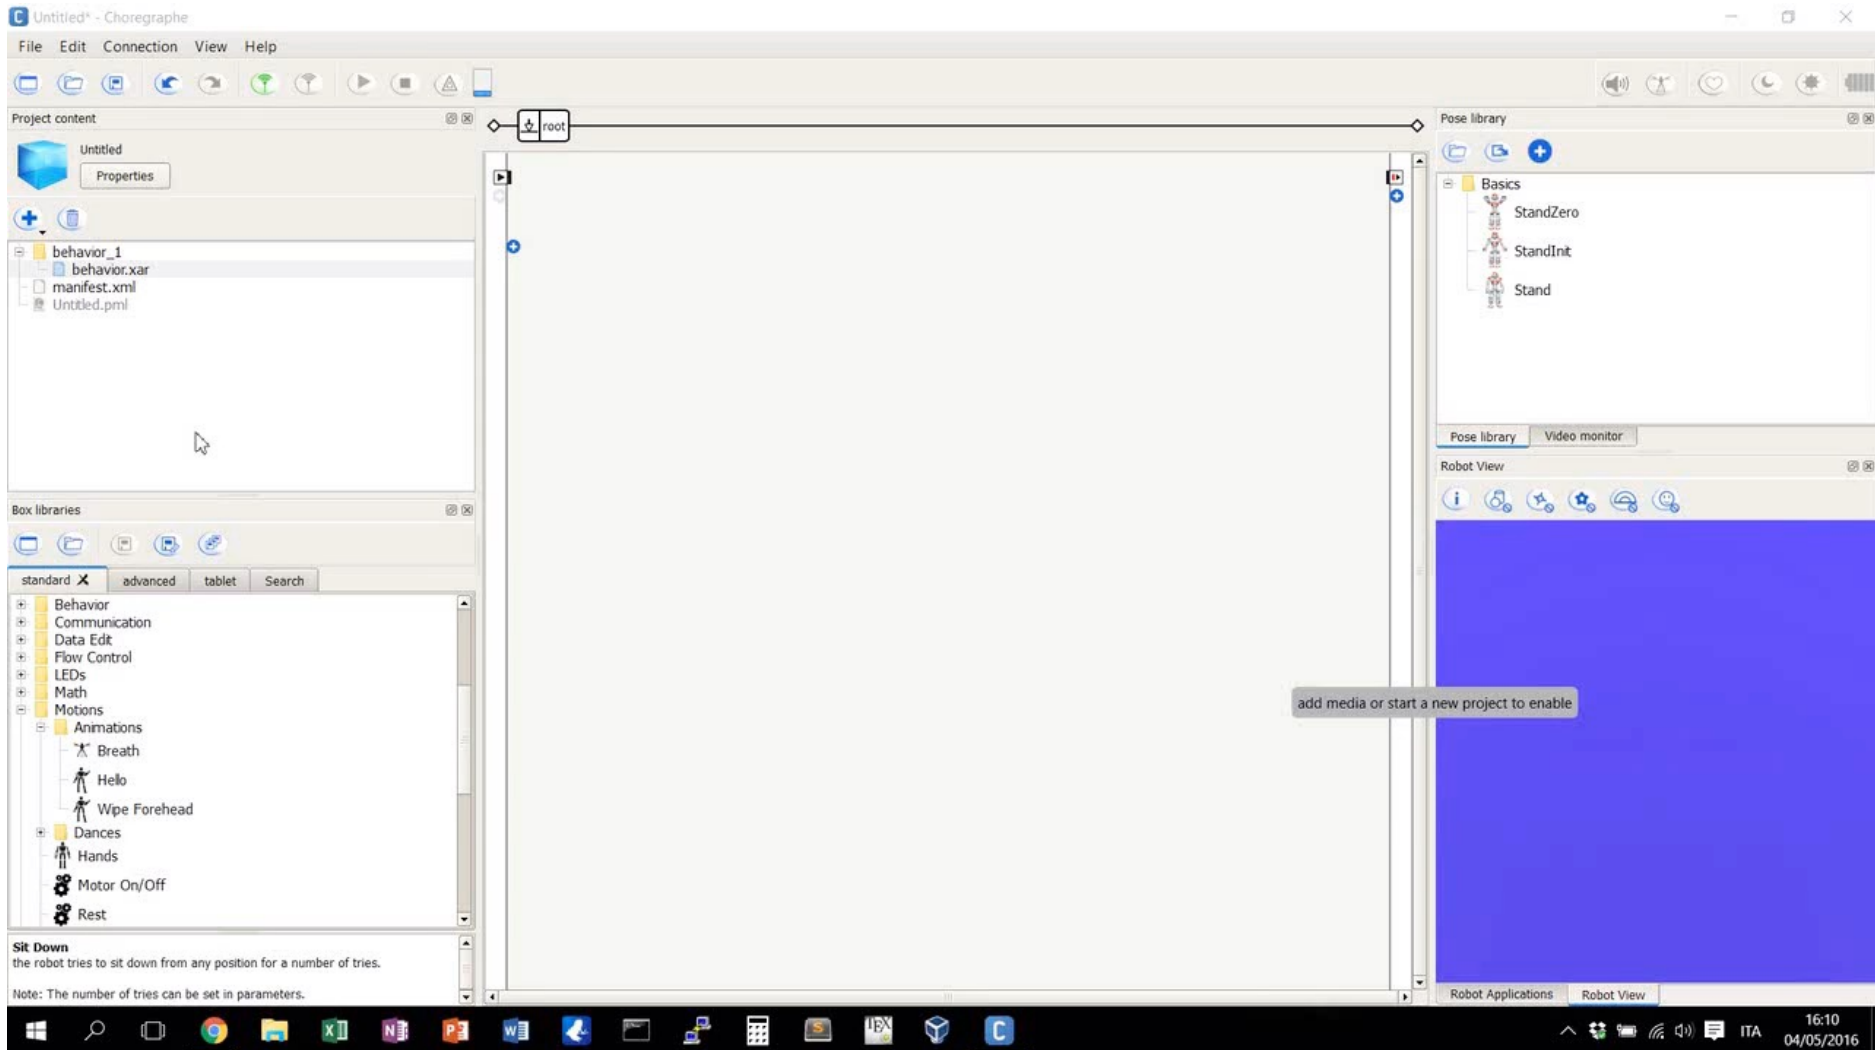 Untitled* - Choregraphe
File Edit Connection View Help
Project content
Untitled
Properties
behavior_1
behavior.xar
manifest.xml
Untitled.pml
Box libraries
standard X advanced tablet Search
Behavior
Communication
Data Edit
Flow Control
LEDs
Math
Motions
Animations
Breath
Hello
Wipe Forehead
Dances
Hands
Motor On/Off
Rest
Sit Down
the robot tries to sit down from any position for a number of tries.
Note: The number of tries can be set in parameters.
root
add media or start a new project to enable
Pose library
Basics
StandZero
StandInit
Stand
Pose library Video monitor
Robot View
Robot Applications Robot View
ITA
16:10
04/05/2016